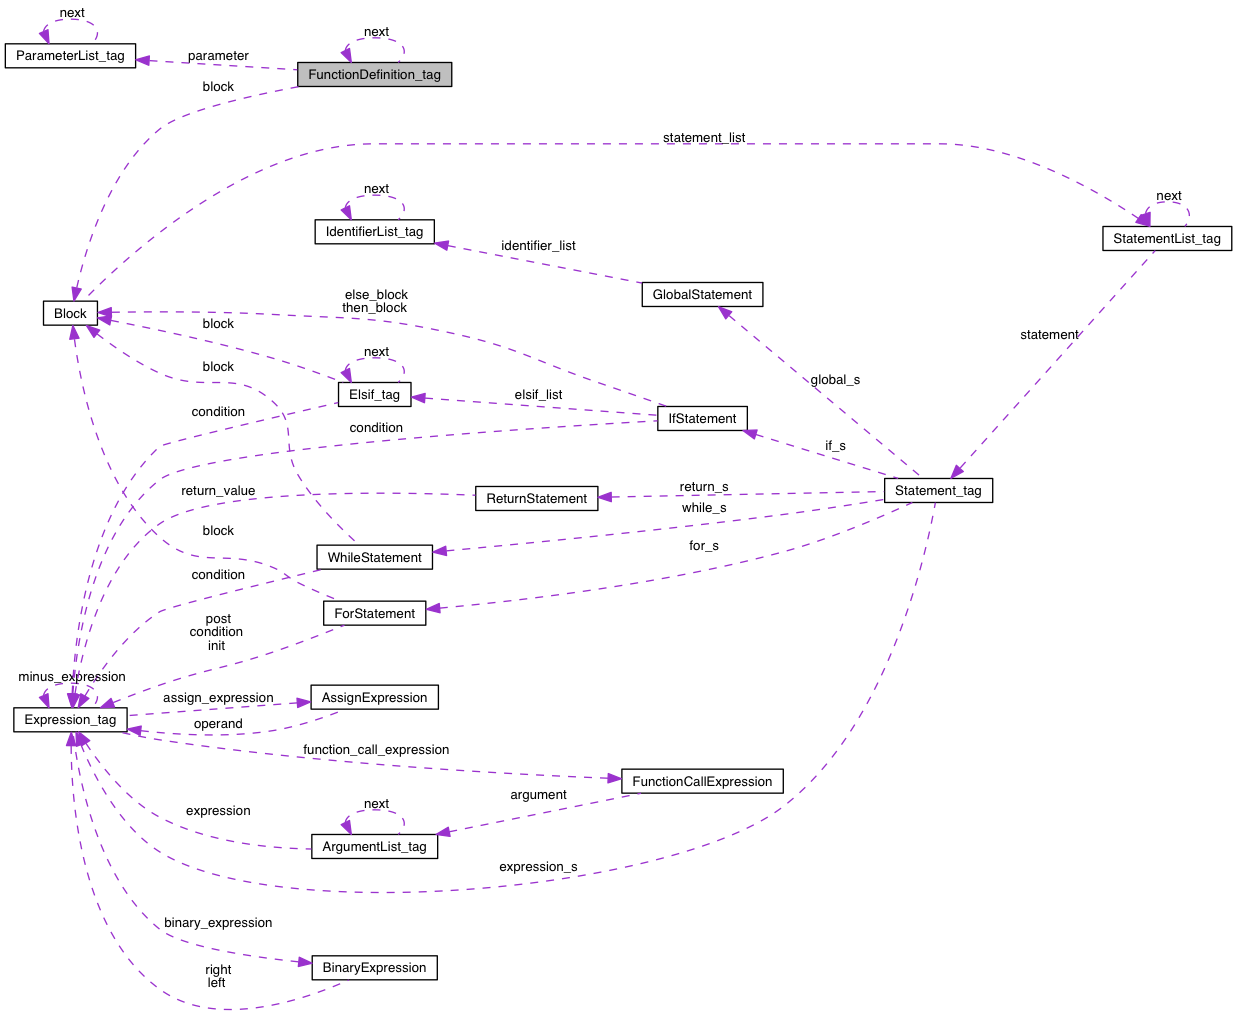 next
ParameterList_tag
parameter
next
FunctionDefinition_tag
block
statement_list
next
IdentifierList_tag
identifier_list
next
StatementList_tag
GlobalStatement
Block
else_block
then_block
block
statement
next
block
Elsif_tag
global_s
elsif_list
condition
IfStatement
condition
if_s
return_value
ReturnStatement
return_s
Statement_tag
while_s
block
WhileStatement
for_s
condition
ForStatement
post
condition
init
minus_expression
Expression_tag
assign_expression
AssignExpression
operand
function_call_expression
FunctionCallExpression
argument
next
expression
ArgumentList_tag
expression_s
binary_expression
BinaryExpression
right
left